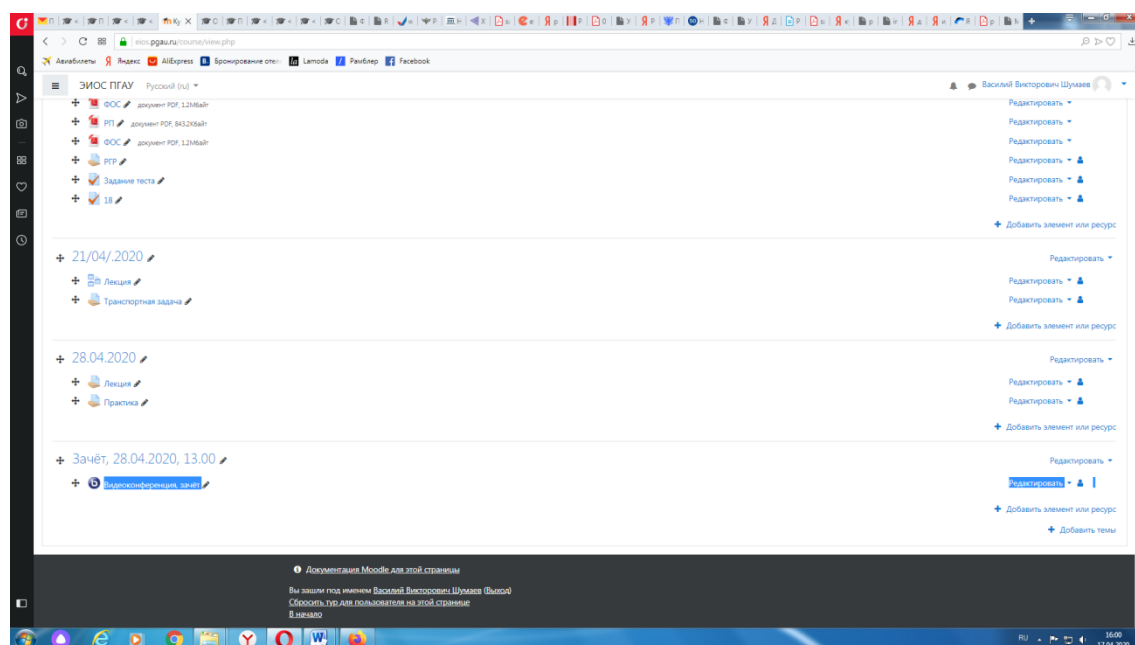 eios.pgau.ru/course/view.php
Авиабилеты Яндекс AliExpress Бронирование отел Lamoda Рамблер Facebook
ЭИОС ПГАУ Русский (ru) Василий Викторович Шумаев
ФОС документ PDF, 1.2Мбайт Редактировать
РП документ PDF, 843.2Кбайт Редактировать
ФОС документ PDF, 1.2Мбайт Редактировать
РГР Редактировать
Задание теста Редактировать
18 Редактировать
Добавить элемент или ресурс
21/04/.2020 Редактировать
Лекция Редактировать
Транспортная задача Редактировать
Добавить элемент или ресурс
28.04.2020 Редактировать
Лекция Редактировать
Практика Редактировать
Добавить элемент или ресурс
Зачёт, 28.04.2020, 13.00 Редактировать
Видеоконференция, зачёт Редактировать
Добавить элемент или ресурс
Добавить темы
Документация Moodle для этой страницы
Вы зашли под именем Василий Викторович Шумаев (Выход)
Сбросить тур для пользователя на этой странице
В начало
RU 16:00
17.04.2020